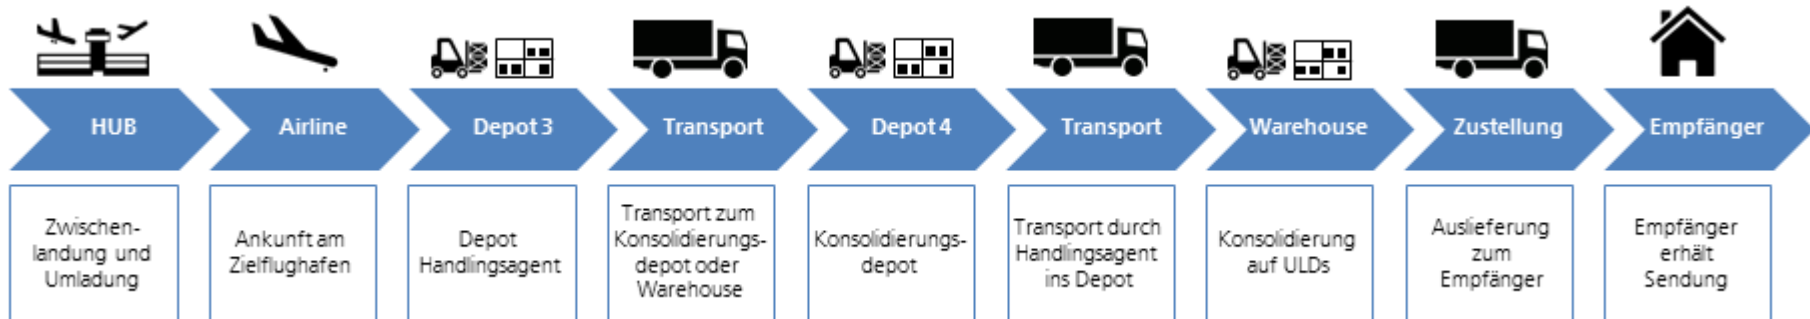 HUB
Airline
Depot 3
Transport
Depot 4
Transport
Warehouse
Zustellung
Empfänger
Zwischen-
landung und
Umladung
Ankunft am
Zielflughafen
Depot
Handlingsagent
Transport zum
Konsolidierungs-
depot oder
Warehouse
Konsolidierungs-
depot
Transport durch
Handlingsagent
ins Depot
Konsolidierung
auf ULDs
Auslieferung
zum
Empfänger
Empfänger
erhält
Sendung